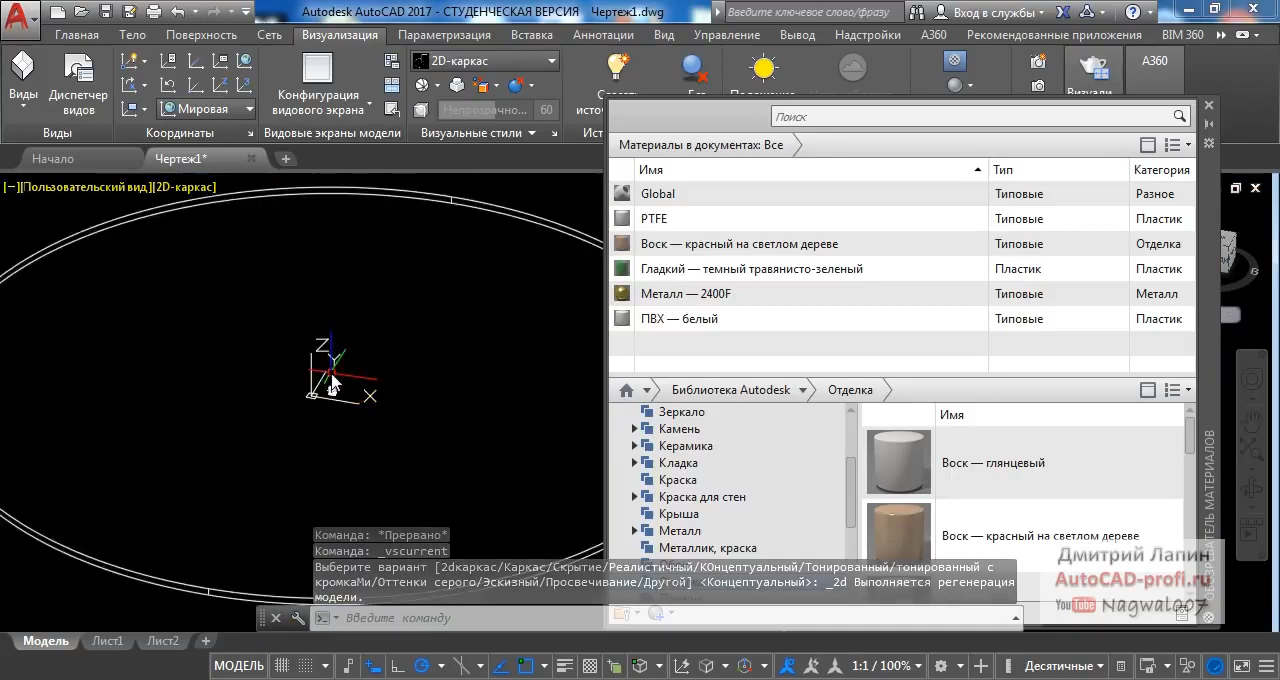 Autodesk AutoCAD 2017 - СТУДЕНЧЕСКАЯ ВЕРСИЯ Чертеж1.dwg
Введите ключевое слово/фразу
Вход в службы
Главная Тело Поверхность Сеть Визуализация Параметризация Вставка Аннотации Вид Управление Вывод Надстройки A360 Рекомендованные приложения BIM 360
2D-каркас
A360
Виды
Диспетчер видов
Конфигурация видового экрана
Мировая
Непрозрачно... 60
Визуали
Виды
Координаты
Видовые экраны модели
Визуальные стили
Ист
Начало
Чертеж1*
[−][Пользовательский вид][2D-каркас]
Поиск
Материалы в документах: Все
Имя Тип Категория
Global Типовые Разное
PTFE Типовые Пластик
Воск — красный на светлом дереве Типовые Отделка
Гладкий — темный травянисто-зеленый Пластик Пластик
Металл — 2400F Типовые Металл
ПВХ — белый Типовые Пластик
Z
Y
X
В
Библиотека Autodesk Отделка
Зеркало
Камень
Керамика
Кладка
Краска
Краска для стен
Крыша
Металл
Металлик, краска
Имя
Воск — глянцевый
Воск — красный на светлом дереве
ОБОЗРЕВАТЕЛЬ МАТЕРИАЛОВ
Команда: *Прервано*
Команда: _vscurrent
Выберите вариант [2dкаркас/Каркас/Скрытие/Реалистичный/КОнцептуальный/Тонированный/тонированный с
кромкаМи/Оттенки серого/Эскизный/Просвечивание/Другой] <Концептуальный>: _2d Выполняется регенерация
модели.
Введите команду
Дмитрий Лапин
AutoCAD-profi.ru
YouTube Nagwal007
Модель Лист1 Лист2
МОДЕЛЬ
1:1 / 100%
Десятичные